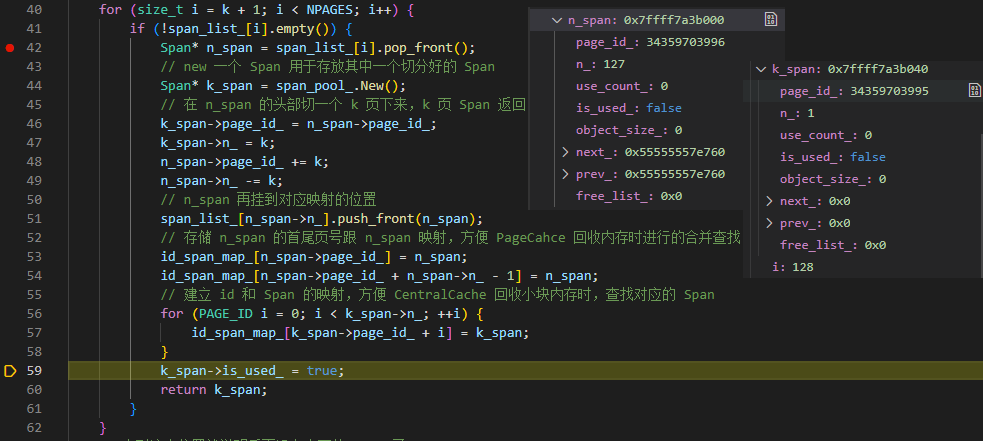 40 for (size_t i = k + 1; i < NPAGES; i++) {
41 if (!span_list_[i].empty()) {
42 Span* n_span = span_list_[i].pop_front();
43 // new 一个 Span 用于存放其中一个切分好的 Span
44 Span* k_span = span_pool_.New();
45 // 在 n_span 的头部切一个 k 页下来，k 页 Span 返回
46 k_span->page_id_ = n_span->page_id_;
47 k_span->n_ = k;
48 n_span->page_id_ += k;
49 n_span->n_ -= k;
50 // n_span 再挂到对应映射的位置
51 span_list_[n_span->n_].push_front(n_span);
52 // 存储 n_span 的首尾页号跟 n_span 映射，方便 PageCahce 回收内存时进行的合并查找
53 id_span_map_[n_span->page_id_] = n_span;
54 id_span_map_[n_span->page_id_ + n_span->n_ - 1] = n_span;
55 // 建立 id 和 Span 的映射，方便 CentralCache 回收小块内存时，查找对应的 Span
56 for (PAGE_ID i = 0; i < k_span->n_; ++i) {
57 id_span_map_[k_span->page_id_ + i] = k_span;
58 }
59 k_span->is_used_ = true;
60 return k_span;
61 }
62 }
n_span: 0x7ffff7a3b000
page_id_: 34359703996
n_: 127
use_count_: 0
is_used_: false
object_size_: 0
next_: 0x55555557e760
prev_: 0x55555557e760
free_list_: 0x0
k_span: 0x7ffff7a3b040
page_id_: 34359703995
n_: 1
use_count_: 0
is_used_: false
object_size_: 0
next_: 0x0
prev_: 0x0
free_list_: 0x0
i: 128